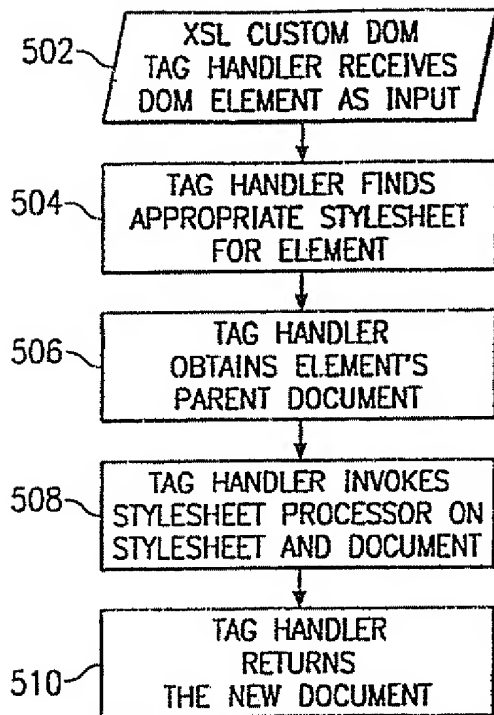 502
XSL CUSTOM DOM
TAG HANDLER RECEIVES
DOM ELEMENT AS INPUT
504
TAG HANDLER FINDS
APPROPRIATE STYLESHEET
FOR ELEMENT
506
TAG HANDLER
OBTAINS ELEMENT'S
PARENT DOCUMENT
508
TAG HANDLER INVOKES
STYLESHEET PROCESSOR ON
STYLESHEET AND DOCUMENT
510
TAG HANDLER
RETURNS
THE NEW DOCUMENT